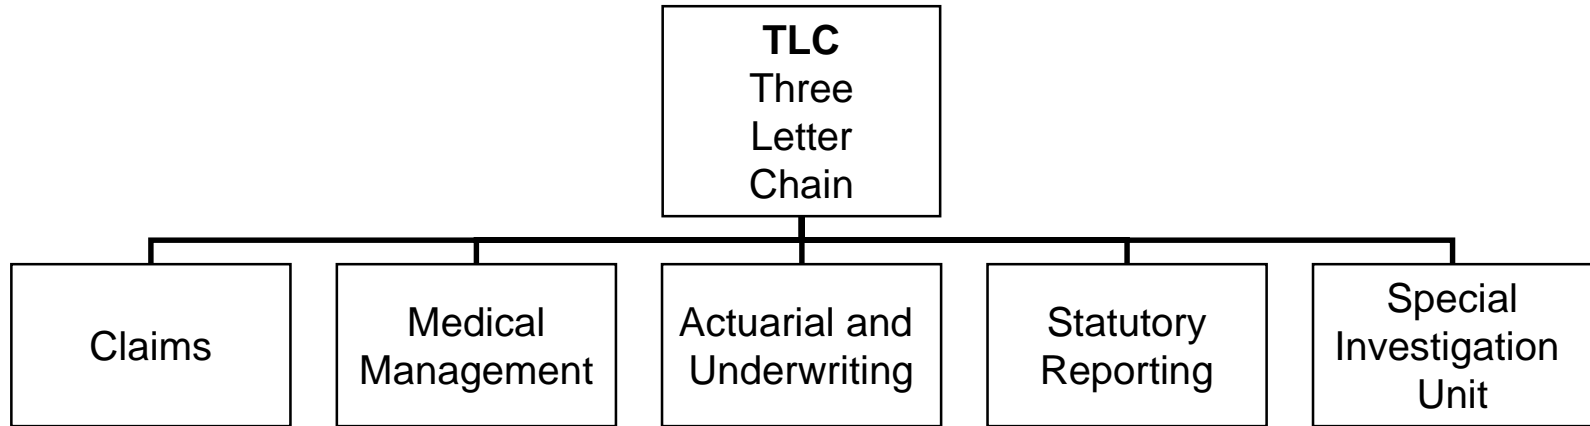 TLC
Three
Letter
Chain
Claims
Medical
Management
Actuarial and
Underwriting
Statutory
Reporting
Special
Investigation
Unit